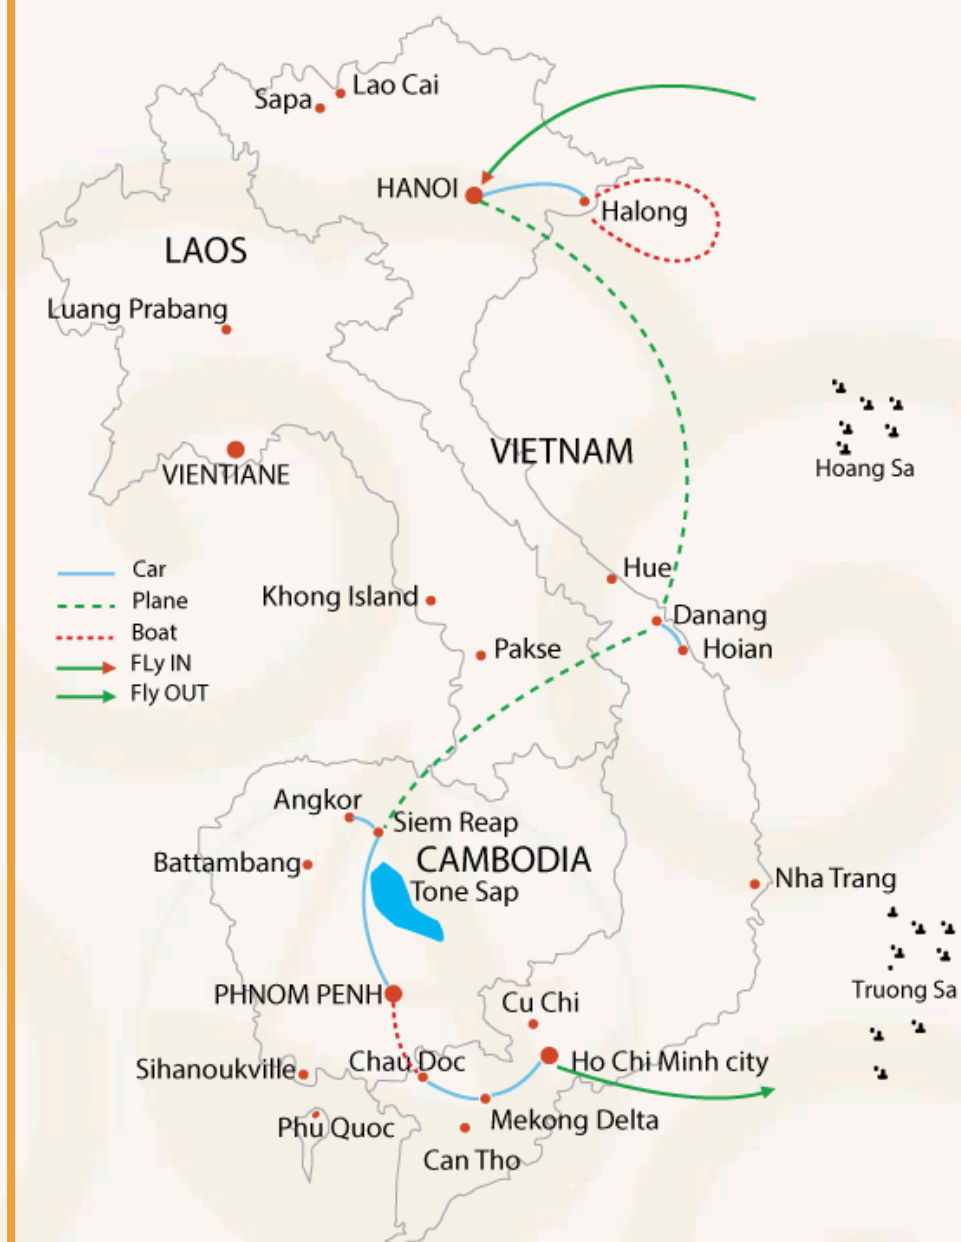 Lao Cai
Sapa
HANOI
Halong
LAOS
Luang Prabang
VIETNAM
Hoang Sa
VIENTIANE
Car
Plane
Boat
FLy IN
Fly OUT
Hue
Khong Island
Danang
Pakse
Hoian
Angkor
Siem Reap
CAMBODIA
Battambang
Tone Sap
Nha Trang
PHNOM PENH
Cu Chi
Truong Sa
Sihanoukville
Chau Doc
Ho Chi Minh city
Phu Quoc
Mekong Delta
Can Tho